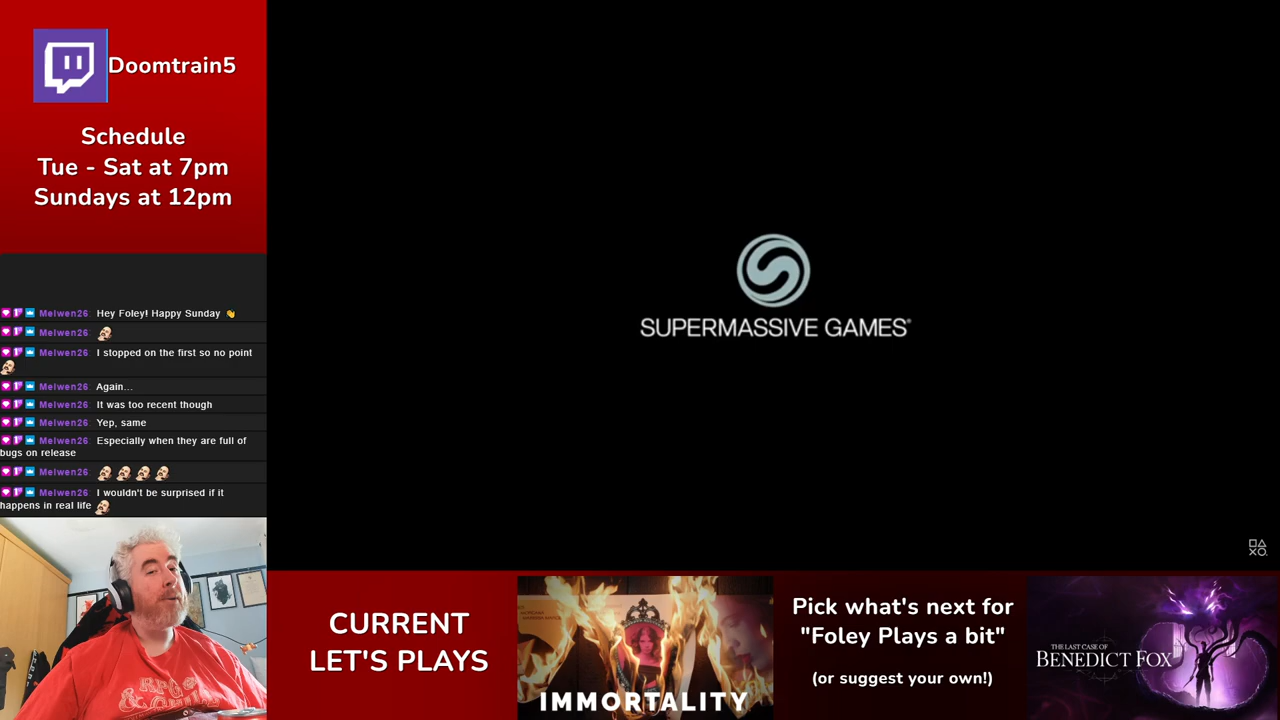 Doomtrain5
Schedule
Tue - Sat at 7pm
Sundays at 12pm
Melwen26: Hey Foley! Happy Sunday 👋
Melwen26:
Melwen26: I stopped on the first so no point
Melwen26: Again...
Melwen26: It was too recent though
Melwen26: Yep, same
Melwen26: Especially when they are full of
bugs on release
Melwen26:
Melwen26: I wouldn't be surprised if it
happens in real life
SUPERMASSIVE GAMES®
CURRENT
LET'S PLAYS
IMMORTALITY
Pick what's next for
"Foley Plays a bit"
(or suggest your own!)
THE LAST CASE OF
BENEDICT FOX